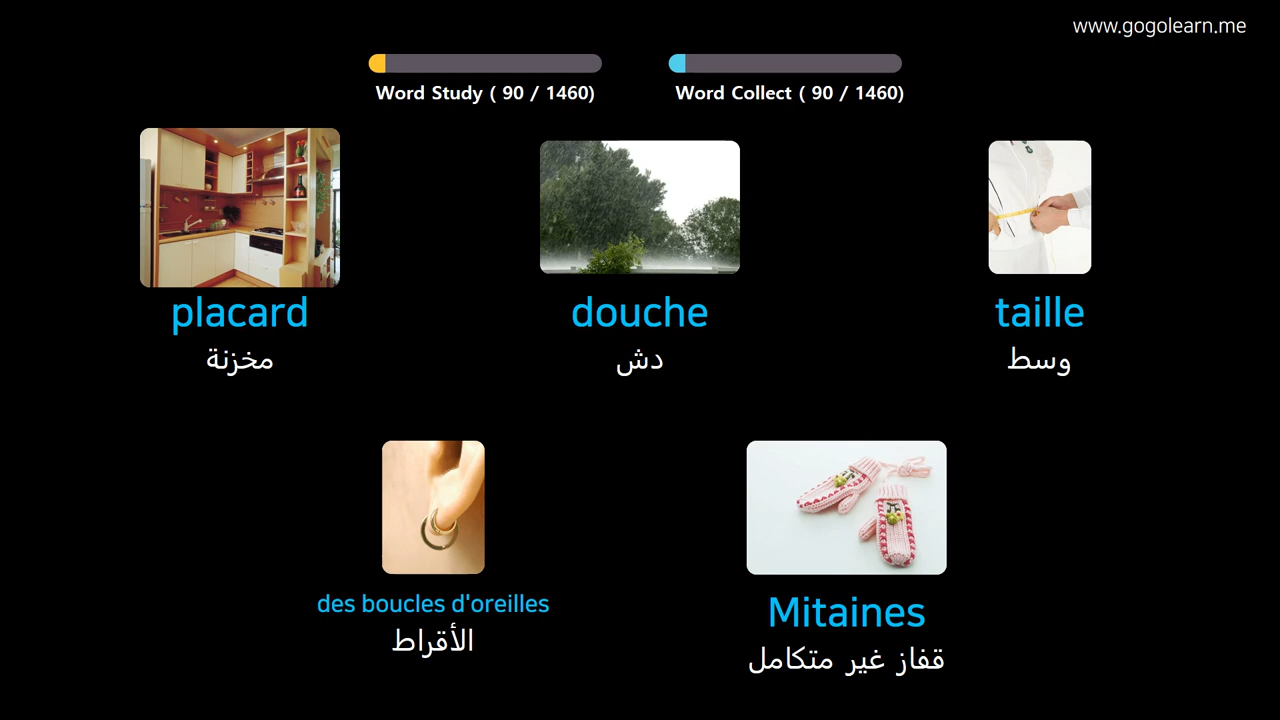 www.gogolearn.me
Word Study ( 90 / 1460)
Word Collect ( 90 / 1460)
placard
مخزنة
douche
دش
taille
وسط
des boucles d'oreilles
الأقراط
Mitaines
قفاز غير متكامل